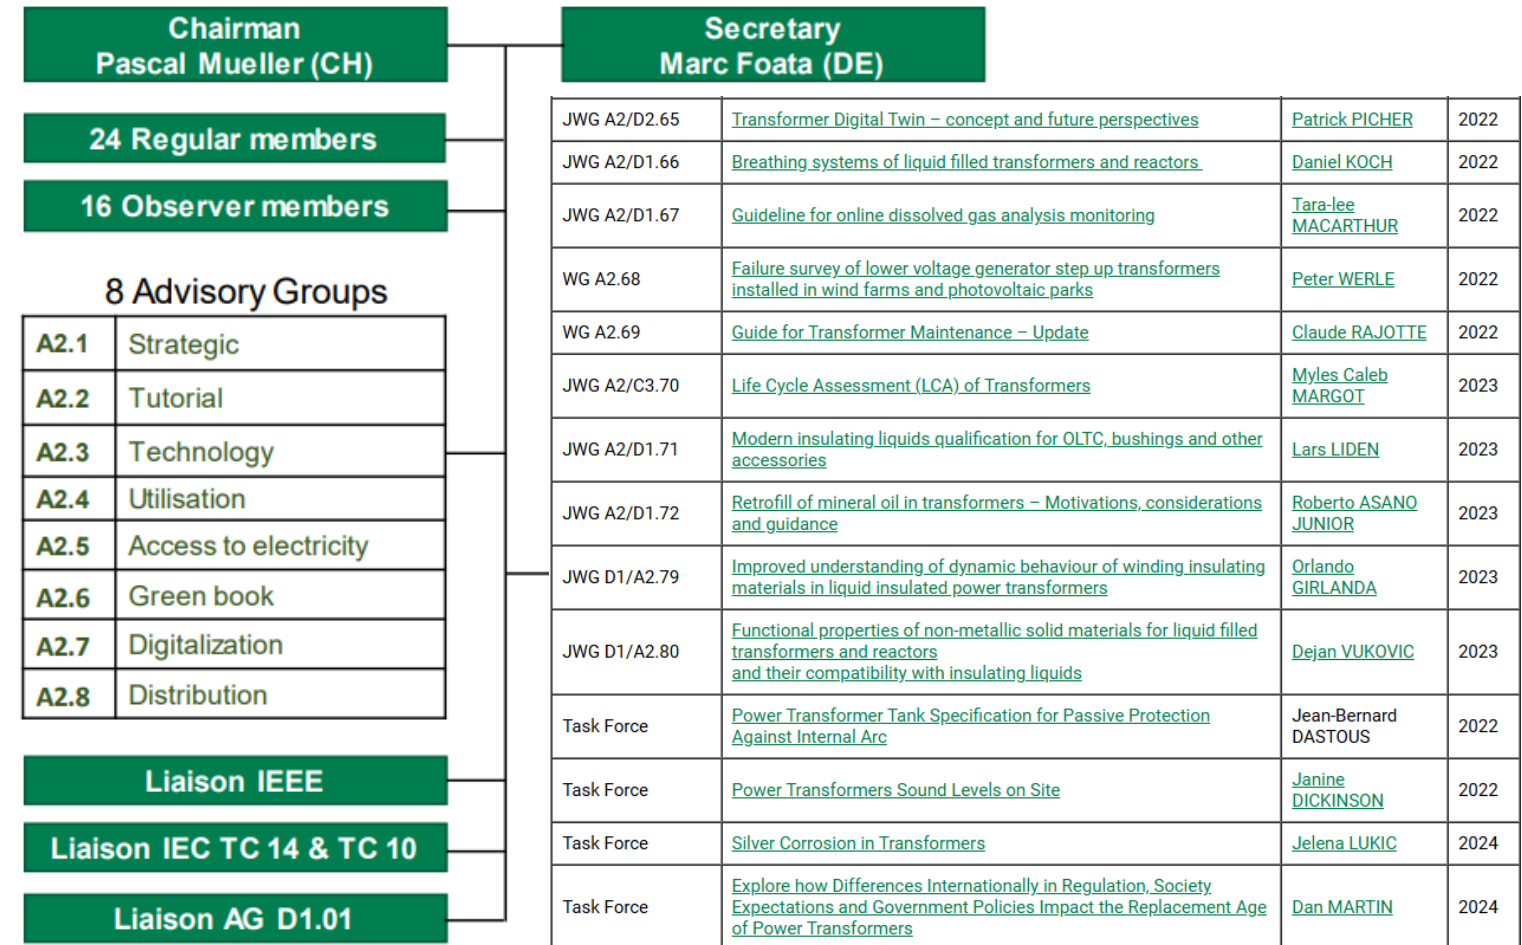 Chairman
Pascal Mueller (CH)
Secretary
Marc Foata (DE)
24 Regular members
16 Observer members
8 Advisory Groups
A2.1 Strategic
A2.2 Tutorial
A2.3 Technology
A2.4 Utilisation
A2.5 Access to electricity
A2.6 Green book
A2.7 Digitalization
A2.8 Distribution
Liaison IEEE
Liaison IEC TC 14 & TC 10
Liaison AG D1.01
JWG A2/D2.65 Transformer Digital Twin – concept and future perspectives Patrick PICHER 2022
JWG A2/D1.66 Breathing systems of liquid filled transformers and reactors Daniel KOCH 2022
JWG A2/D1.67 Guideline for online dissolved gas analysis monitoring
Tara-lee
MACARTHUR
2022
WG A2.68
Failure survey of lower voltage generator step up transformers
installed in wind farms and photovoltaic parks
Peter WERLE 2022
WG A2.69 Guide for Transformer Maintenance – Update Claude RAJOTTE 2022
JWG A2/C3.70 Life Cycle Assessment (LCA) of Transformers
Myles Caleb
MARGOT
2023
JWG A2/D1.71
Modern insulating liquids qualification for OLTC, bushings and other
accessories
Lars LIDEN 2023
JWG A2/D1.72
Retrofill of mineral oil in transformers – Motivations, considerations
and guidance
Roberto ASANO
JUNIOR
2023
JWG D1/A2.79
Improved understanding of dynamic behaviour of winding insulating
materials in liquid insulated power transformers
Orlando
GIRLANDA
2023
JWG D1/A2.80
Functional properties of non-metallic solid materials for liquid filled
transformers and reactors
and their compatibility with insulating liquids
Dejan VUKOVIC 2023
Task Force
Power Transformer Tank Specification for Passive Protection
Against Internal Arc
Jean-Bernard
DASTOUS
2022
Task Force Power Transformers Sound Levels on Site
Janine
DICKINSON
2022
Task Force Silver Corrosion in Transformers Jelena LUKIC 2024
Task Force
Explore how Differences Internationally in Regulation, Society
Expectations and Government Policies Impact the Replacement Age
of Power Transformers
Dan MARTIN 2024